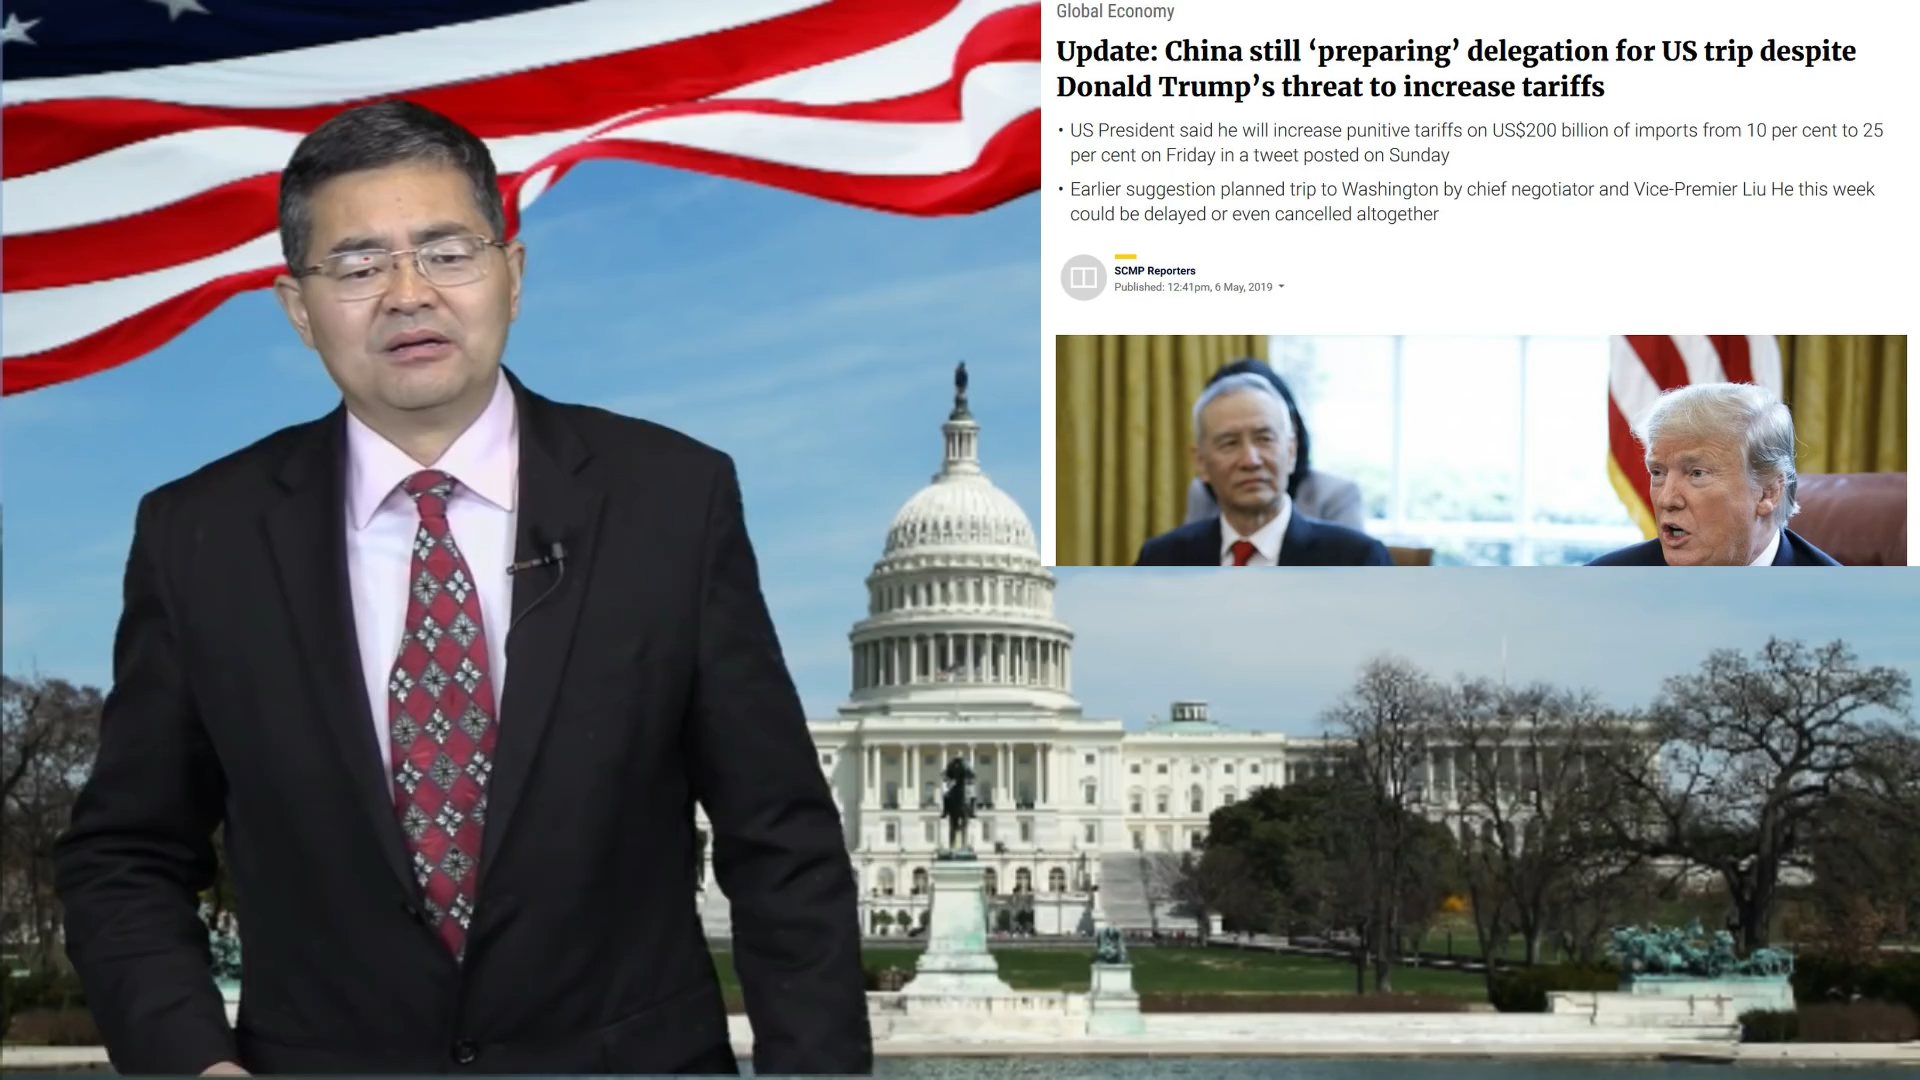 Global Economy
Update: China still ‘preparing’ delegation for US trip despite
Donald Trump’s threat to increase tariffs
• US President said he will increase punitive tariffs on US$200 billion of imports from 10 per cent to 25
per cent on Friday in a tweet posted on Sunday
• Earlier suggestion planned trip to Washington by chief negotiator and Vice-Premier Liu He this week
could be delayed or even cancelled altogether
SCMP Reporters
Published: 12:41pm, 6 May, 2019